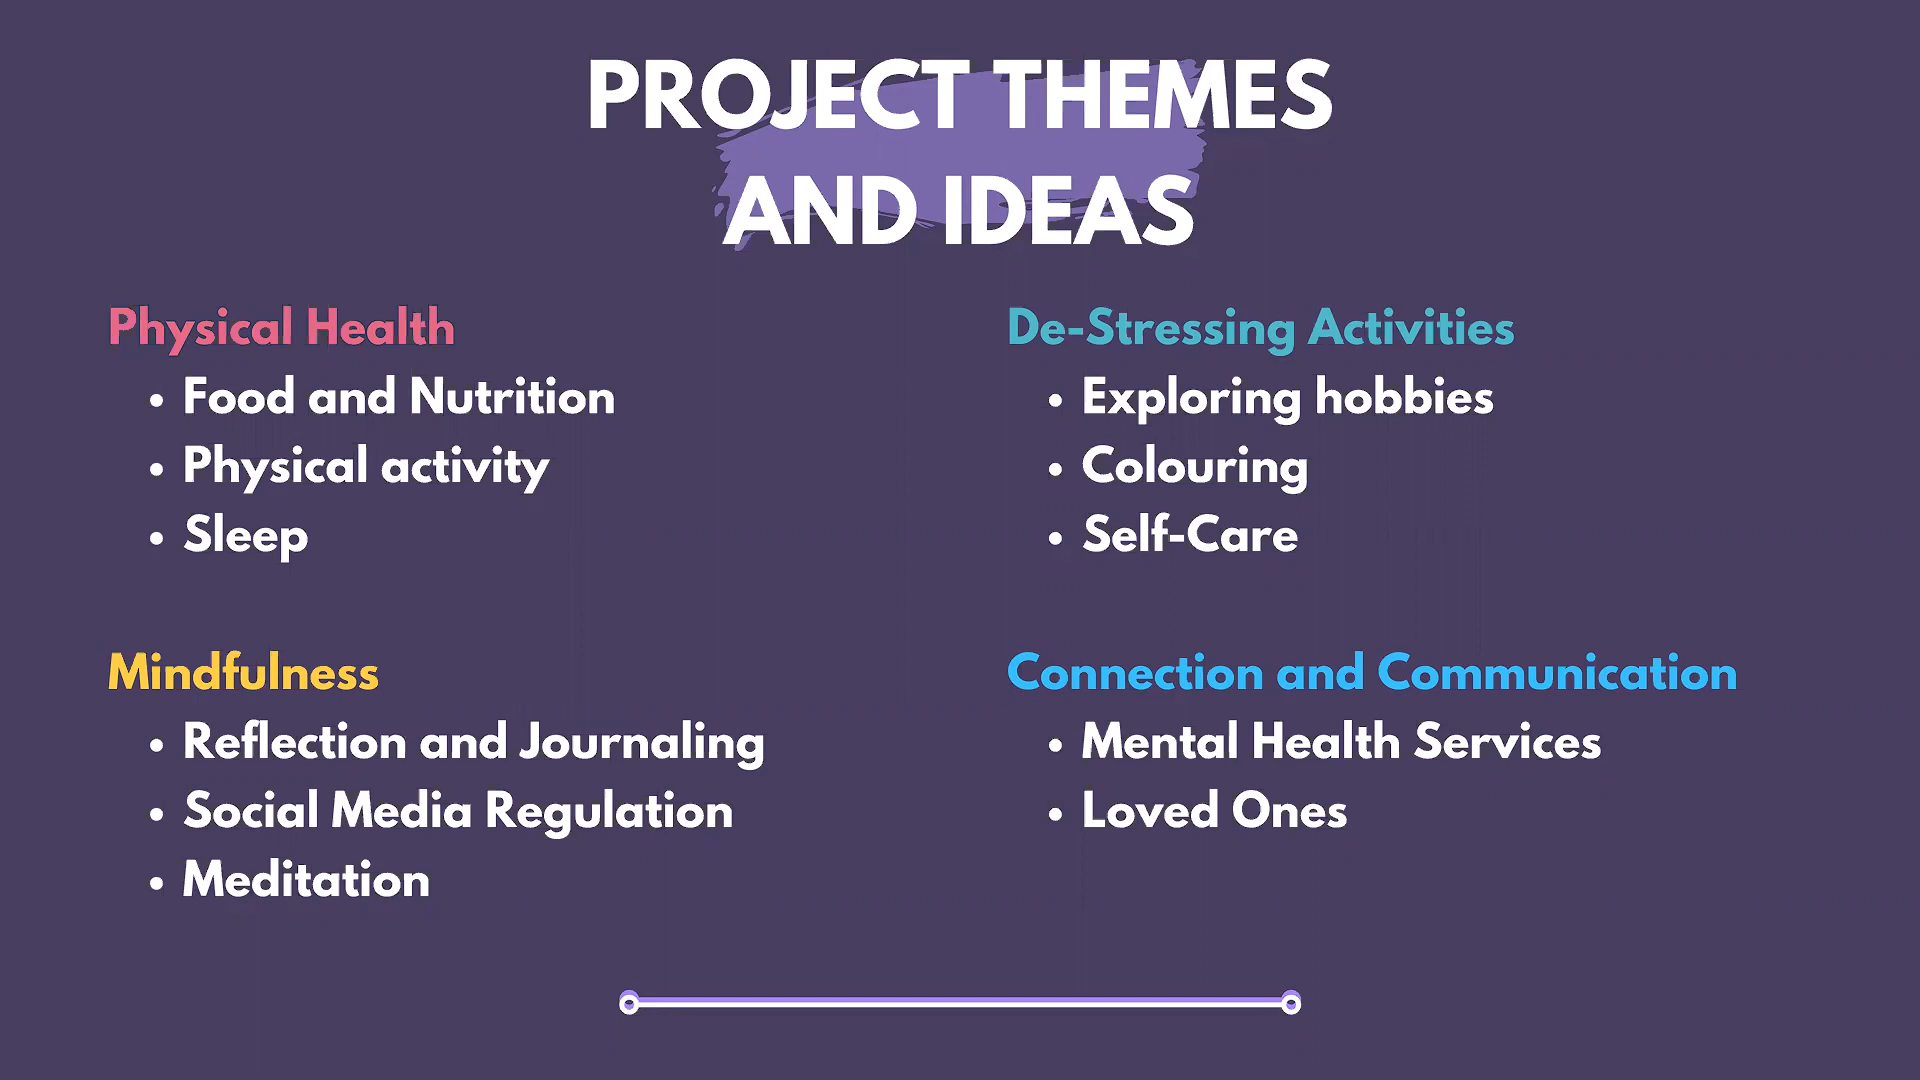 PROJECT THEMES
AND IDEAS
Physical Health
• Food and Nutrition
• Physical activity
• Sleep
Mindfulness
• Reflection and Journaling
• Social Media Regulation
• Meditation
De-Stressing Activities
• Exploring hobbies
• Colouring
• Self-Care
Connection and Communication
• Mental Health Services
• Loved Ones